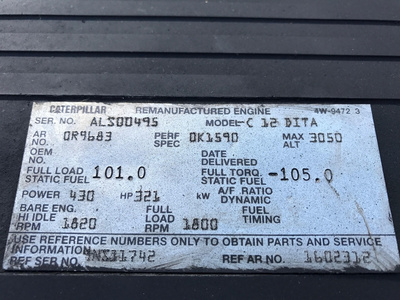 CATERPILLAR REMANUFACTURED ENGINE 4W-9472 3
SER. NO. ALS00495 MODEL C 12 DITA
AR NO. 0R9683 PERF SPEC 0K1590 MAX ALT 3050
OEM NO. DATE DELIVERED
FULL LOAD STATIC FUEL 101.0 FULL TORQ. STATIC FUEL -105.0
POWER 430 HP 321 kW A/F RATIO DYNAMIC
BARE ENG. HI IDLE RPM 1820 FULL LOAD RPM 1800 FUEL TIMING
USE REFERENCE NUMBERS ONLY TO OBTAIN PARTS AND SERVICE
INFORMATION
REF SER NO. 9NS11742 REF AR NO. 1602312